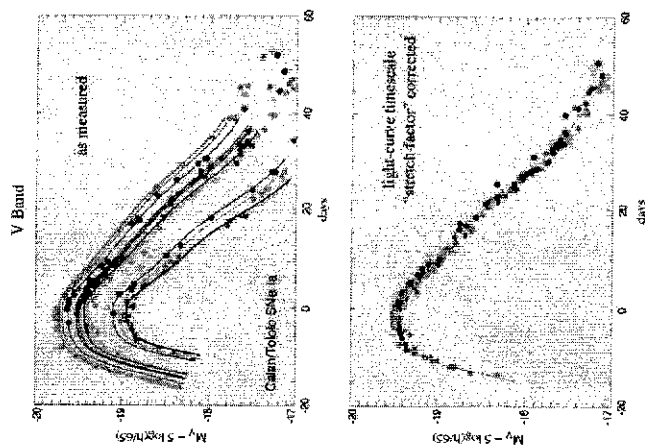 V Band
as measured
Calan/Tololo SNe Ia
-20
-19
-18
-17
M_V – 5 log(h/65)
-20
0
20
40
60
days
light-curve timescale
"stretch-factor" corrected
-20
-19
-18
-17
M_V – 5 log(h/65)
-20
0
20
40
60
days